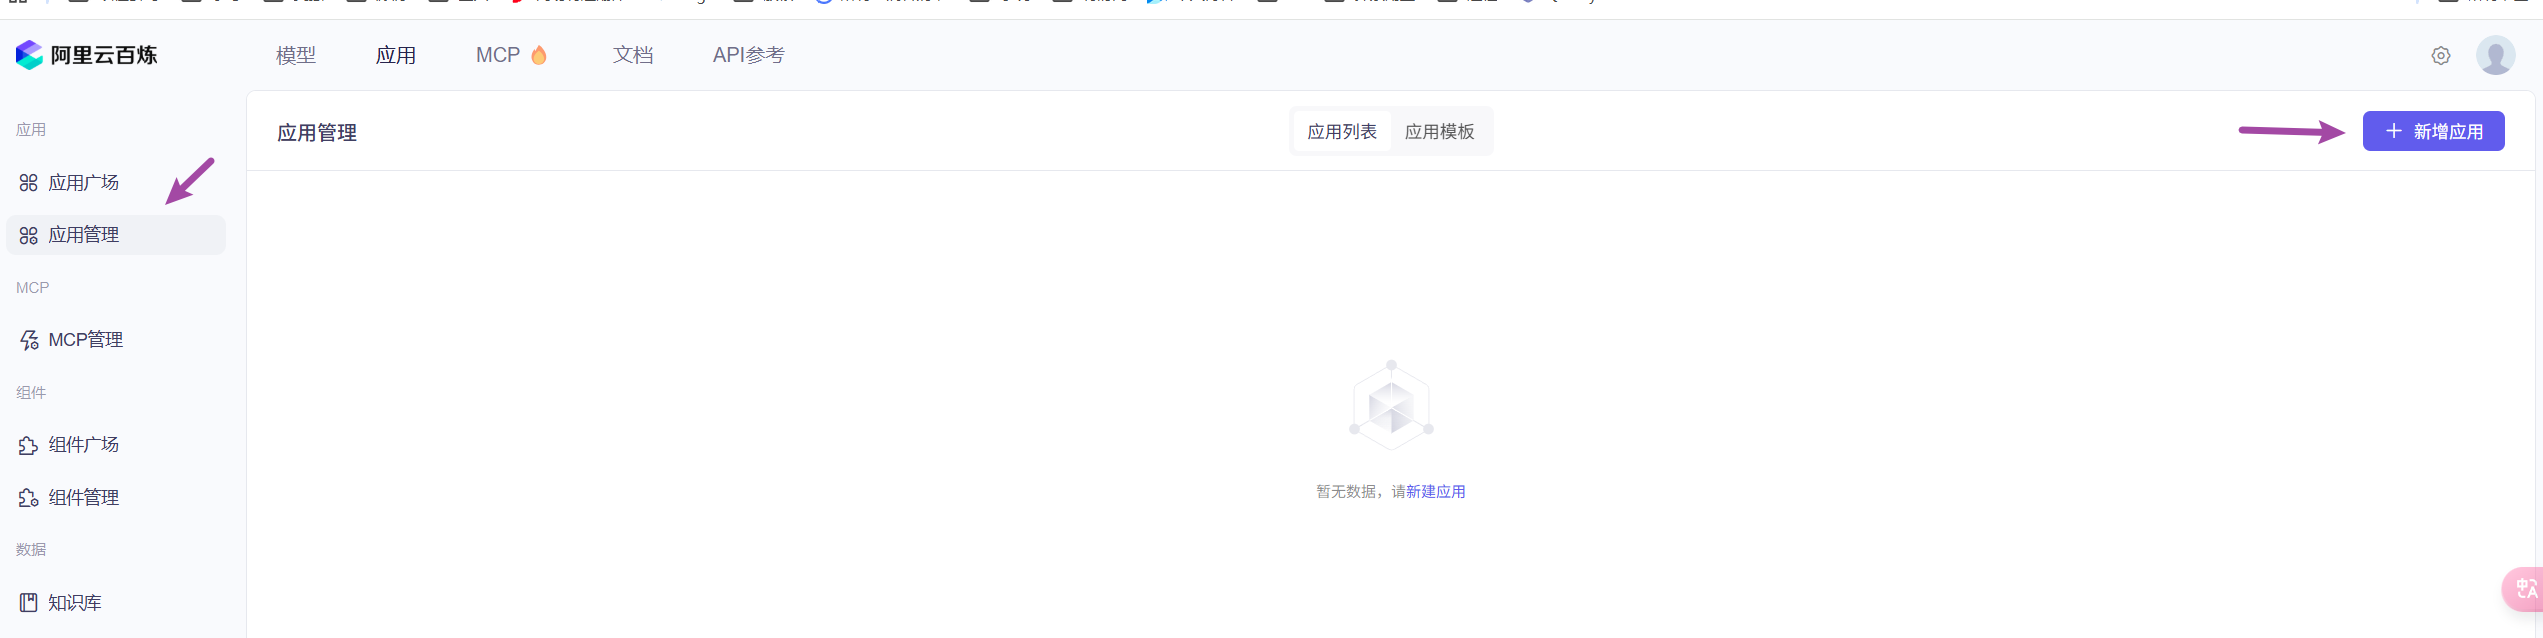 阿里云百炼
模型 应用 MCP 文档 API参考
应用
应用广场
应用管理
MCP
MCP管理
组件
组件广场
组件管理
数据
知识库
应用管理
应用列表 应用模板
新增应用
暂无数据，请新建应用
中A